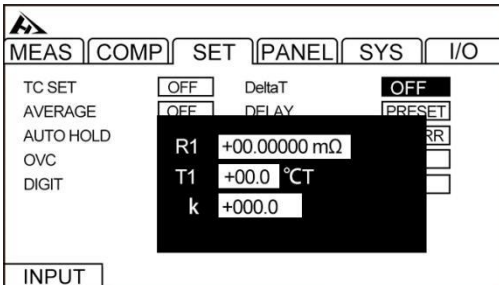 MEAS COMP SET PANEL SYS I/O
TC SET OFF DeltaT OFF
AVERAGE OFF DELAY PRESET
AUTO HOLD RR
OVC
DIGIT
R1 +00.00000 mΩ
T1 +00.0 ℃T
k +000.0
INPUT